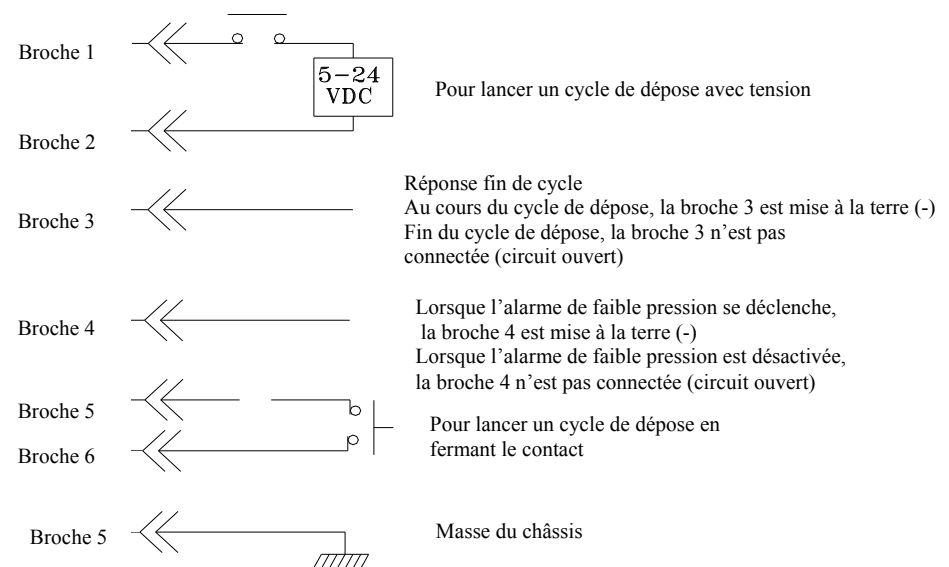 Broche 1
5-24
VDC
Pour lancer un cycle de dépose avec tension
Broche 2
Réponse fin de cycle
Au cours du cycle de dépose, la broche 3 est mise à la terre (-)
Broche 3
Fin du cycle de dépose, la broche 3 n’est pas
connectée (circuit ouvert)
Lorsque l’alarme de faible pression se déclenche,
Broche 4
la broche 4 est mise à la terre (-)
Lorsque l’alarme de faible pression est désactivée,
la broche 4 n’est pas connectée (circuit ouvert)
Broche 5
Pour lancer un cycle de dépose en
fermant le contact
Broche 6
Broche 5
Masse du châssis